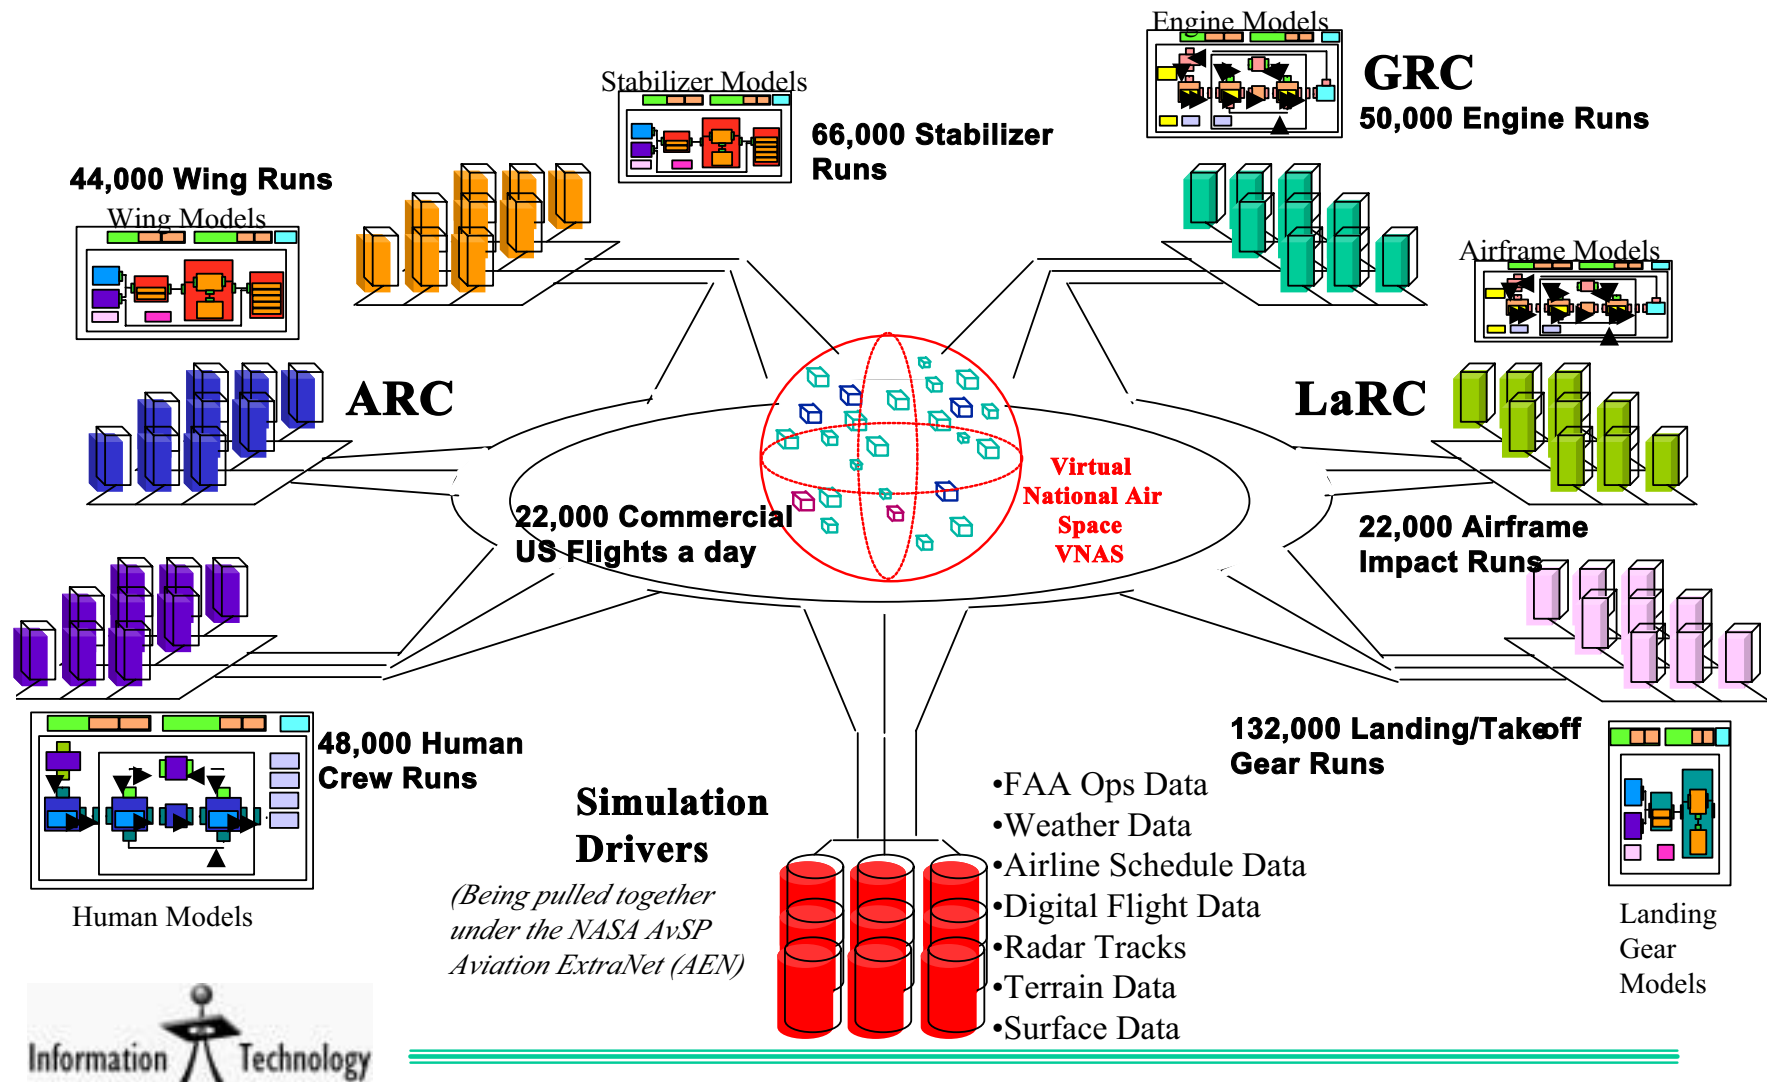 Engine Models
GRC
50,000 Engine Runs
Stabilizer Models
66,000 Stabilizer
Runs
44,000 Wing Runs
Wing Models
Airframe Models
ARC
LaRC
Virtual
National Air
Space
VNAS
22,000 Commercial
US Flights a day
22,000 Airframe
Impact Runs
48,000 Human
Crew Runs
Human Models
132,000 Landing/Takeoff
Gear Runs
Landing
Gear
Models
Simulation
Drivers
(Being pulled together
under the NASA AvSP
Aviation ExtraNet (AEN)
•FAA Ops Data
•Weather Data
•Airline Schedule Data
•Digital Flight Data
•Radar Tracks
•Terrain Data
•Surface Data
Information Technology